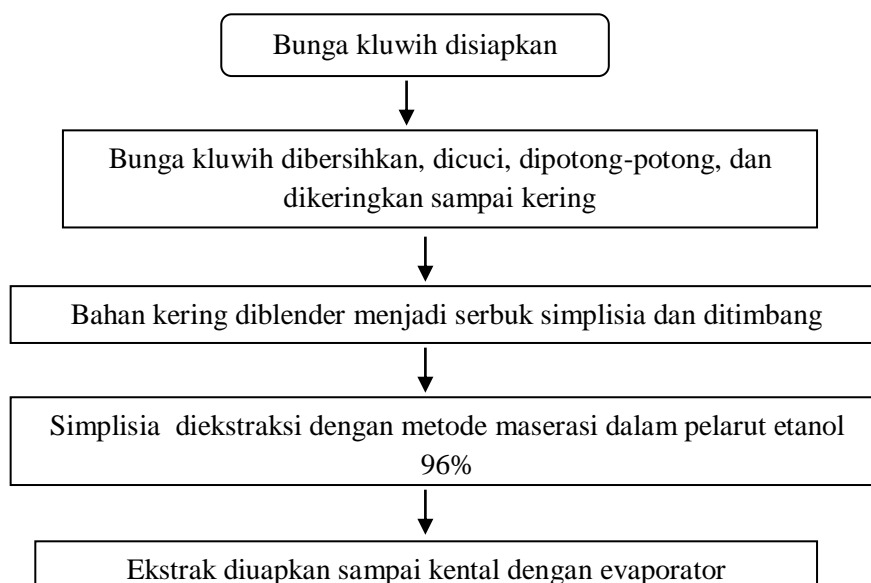 Bunga kluwih disiapkan
Bunga kluwih dibersihkan, dicuci, dipotong-potong, dan
dikeringkan sampai kering
Bahan kering diblender menjadi serbuk simplisia dan ditimbang
Simplisia diekstraksi dengan metode maserasi dalam pelarut etanol
96%
Ekstrak diuapkan sampai kental dengan evaporator